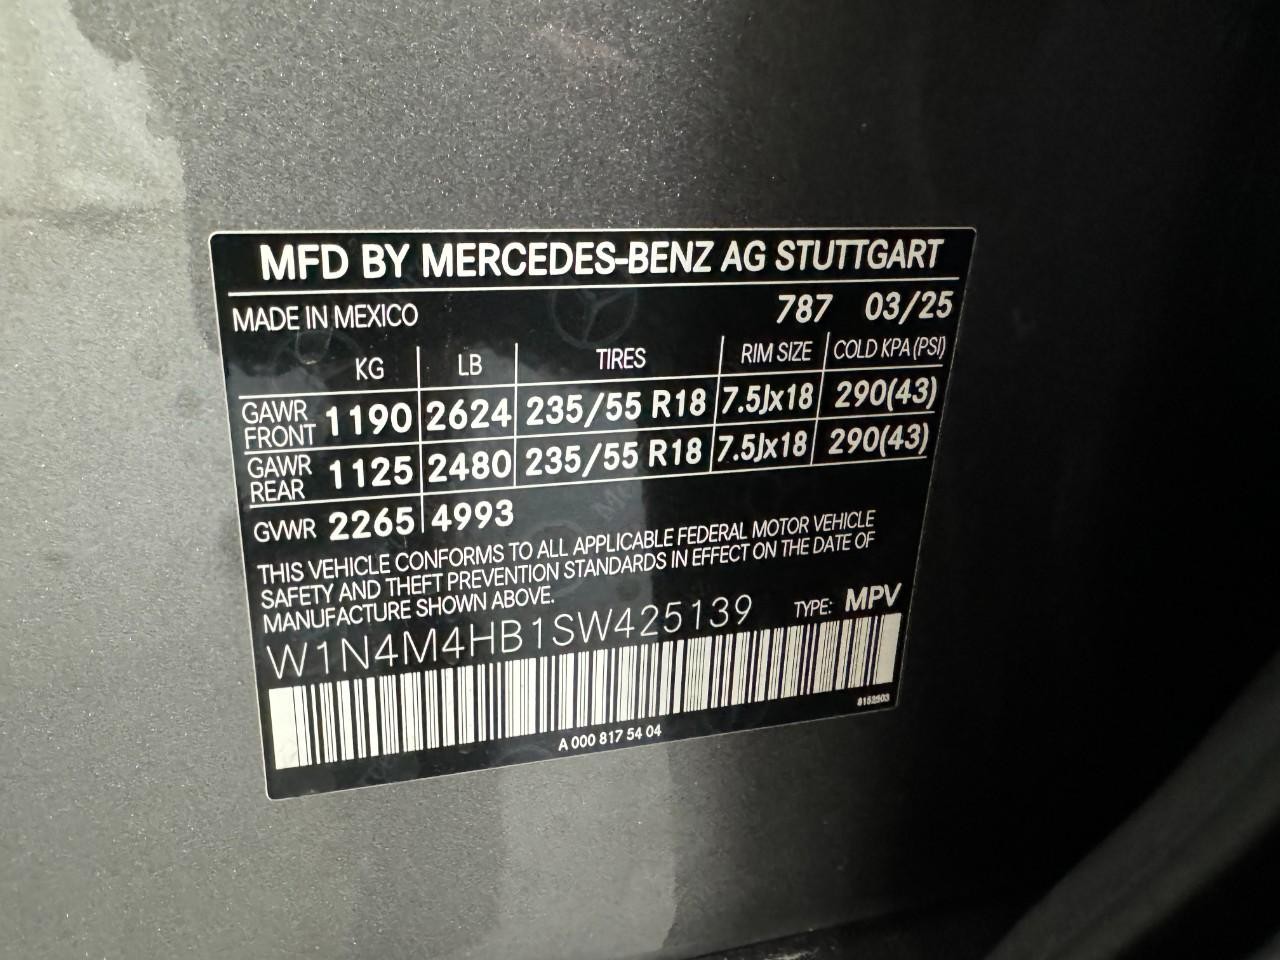 MFD BY MERCEDES-BENZ AG STUTTGART
MADE IN MEXICO 787 03/25
KG LB TIRES RIM SIZE COLD KPA (PSI)
GAWR FRONT 1190 2624 235/55 R18 7.5Jx18 290(43)
GAWR REAR 1125 2480 235/55 R18 7.5Jx18 290(43)
GVWR 2265 4993
THIS VEHICLE CONFORMS TO ALL APPLICABLE FEDERAL MOTOR VEHICLE
SAFETY AND THEFT PREVENTION STANDARDS IN EFFECT ON THE DATE OF
MANUFACTURE SHOWN ABOVE.
W1N4M4HB1SW425139 TYPE: MPV
A 000 817 54 04